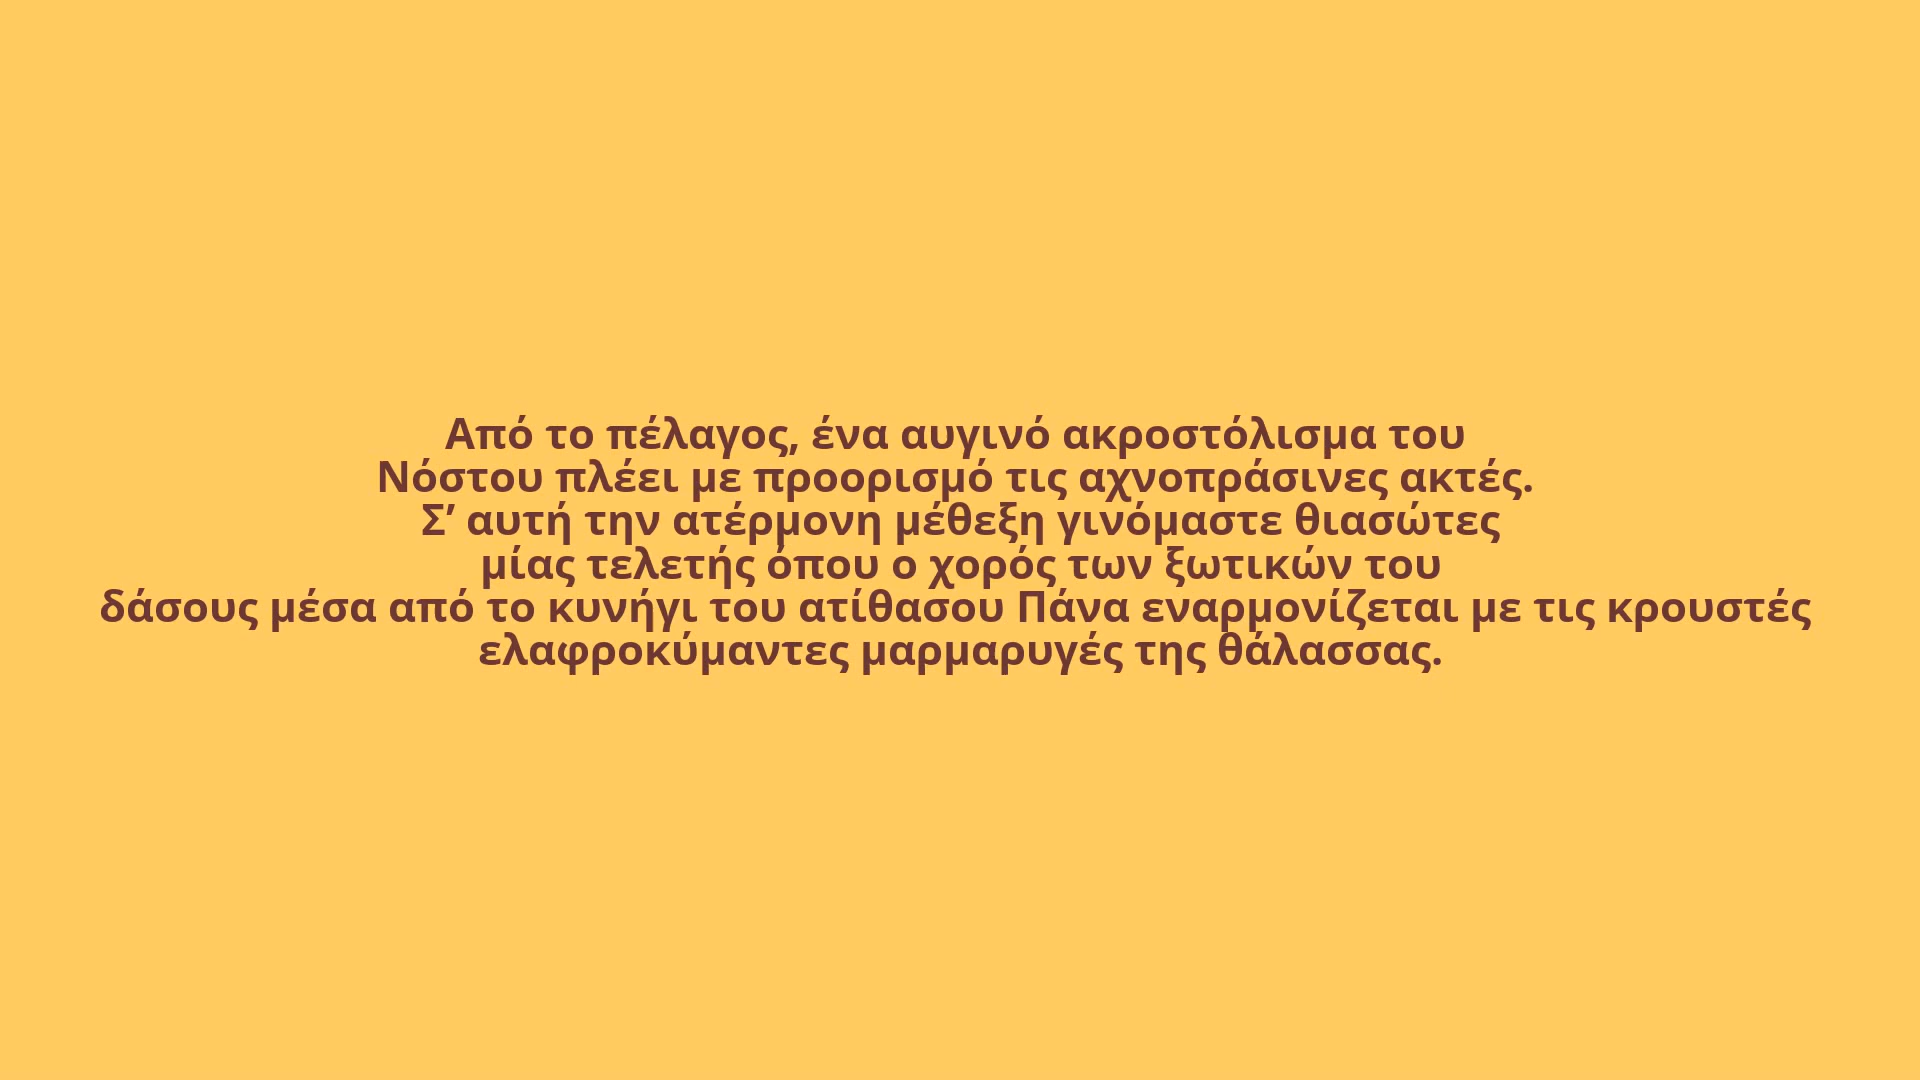 Από το πέλαγος, ένα αυγινό ακροστόλισμα του
Νόστου πλέει με προορισμό τις αχνοπράσινες ακτές.
Σ’ αυτή την ατέρμονη μέθεξη γινόμαστε θιασώτες
μίας τελετής όπου ο χορός των ξωτικών του
δάσους μέσα από το κυνήγι του ατίθασου Πάνα εναρμονίζεται με τις κρουστές
ελαφροκύμαντες μαρμαρυγές της θάλασσας.